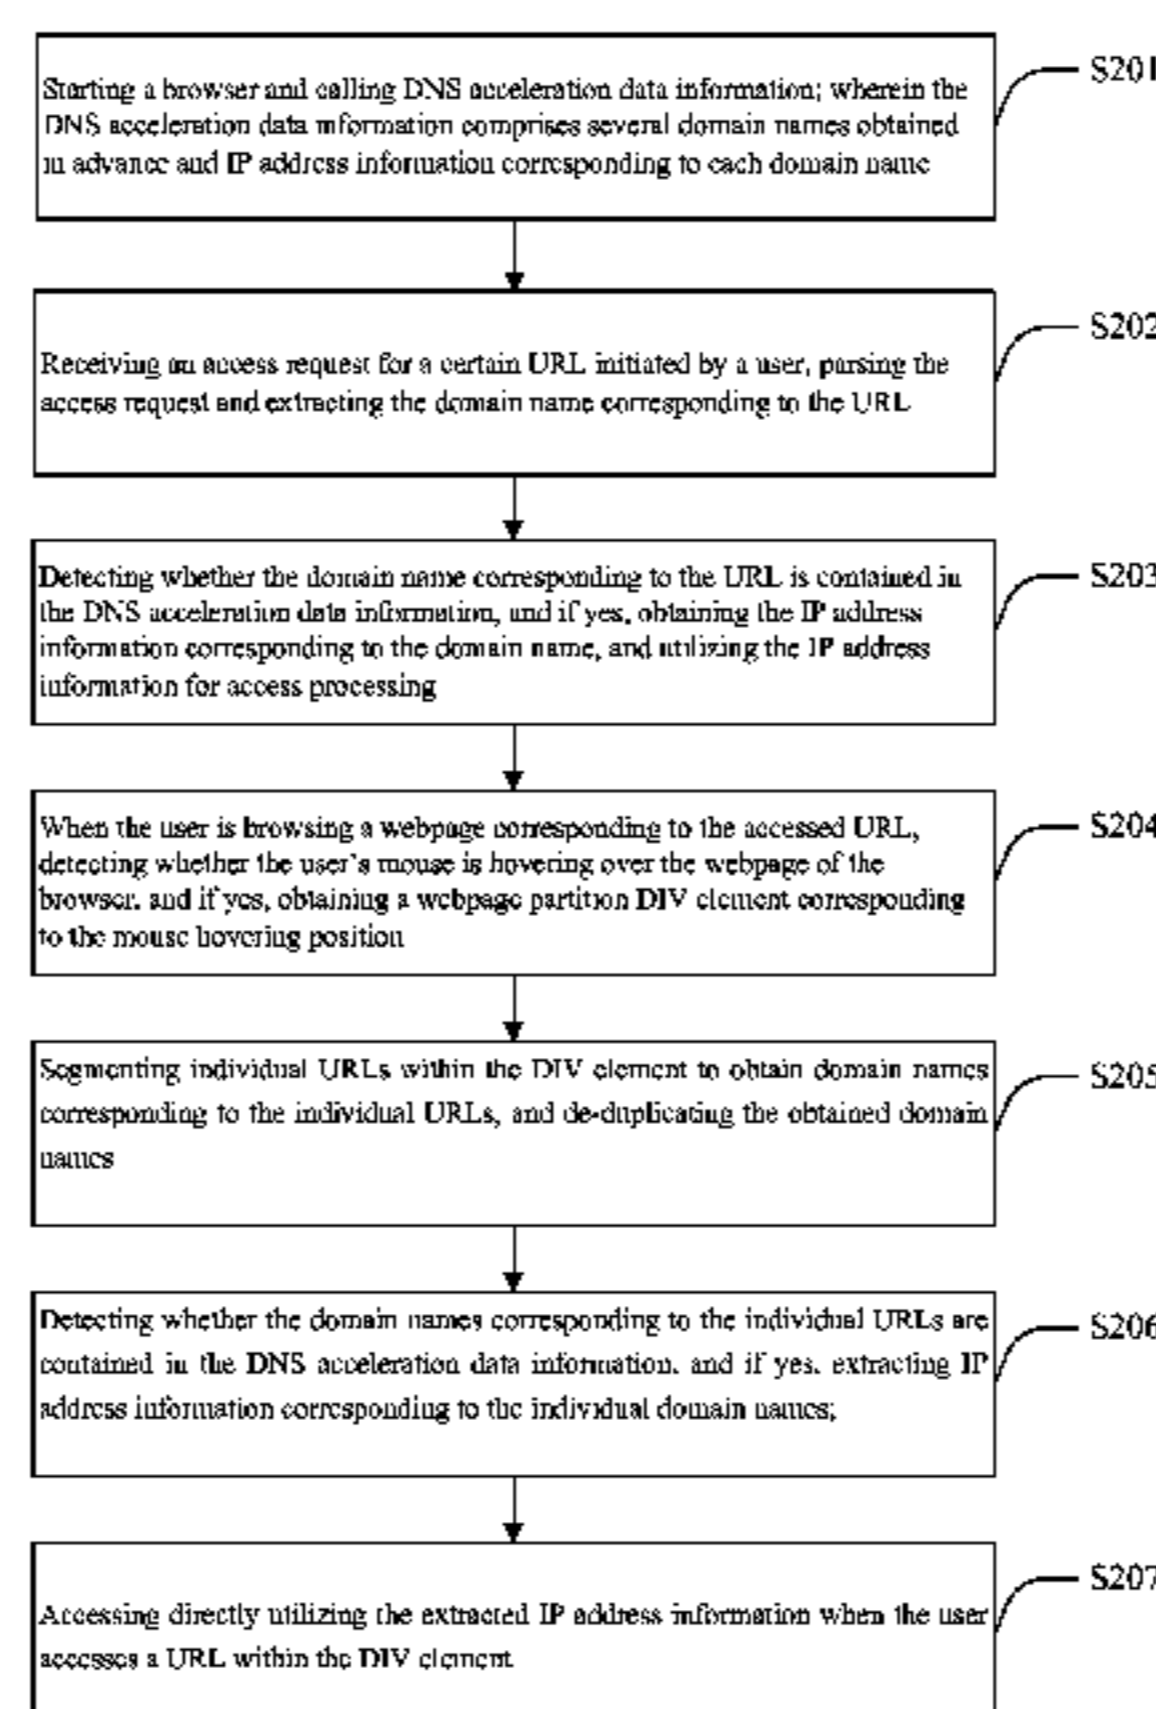 Starting a browser and calling DNS acceleration data information; wherein the
DNS acceleration data information comprises several domain names obtained
in advance and IP address information corresponding to each domain name
S201
Receiving an access request for a certain URL initiated by a user, parsing the
access request and extracting the domain name corresponding to the URL
S202
Detecting whether the domain name corresponding to the URL is contained in
the DNS acceleration data information, and if yes, obtaining the IP address
information corresponding to the domain name, and utilizing the IP address
information for access processing
S203
When the user is browsing a webpage corresponding to the accessed URL,
detecting whether the user's mouse is hovering over the webpage of the
browser, and if yes, obtaining a webpage partition DIV element corresponding
to the mouse hovering position
S204
Segmenting individual URLs within the DIV element to obtain domain names
corresponding to the individual URLs, and de-duplicating the obtained domain
names
S205
Detecting whether the domain names corresponding to the individual URLs are
contained in the DNS acceleration data information, and if yes, extracting IP
address information corresponding to the individual domain names;
S206
Accessing directly utilizing the extracted IP address information when the user
accesses a URL within the DIV element
S207